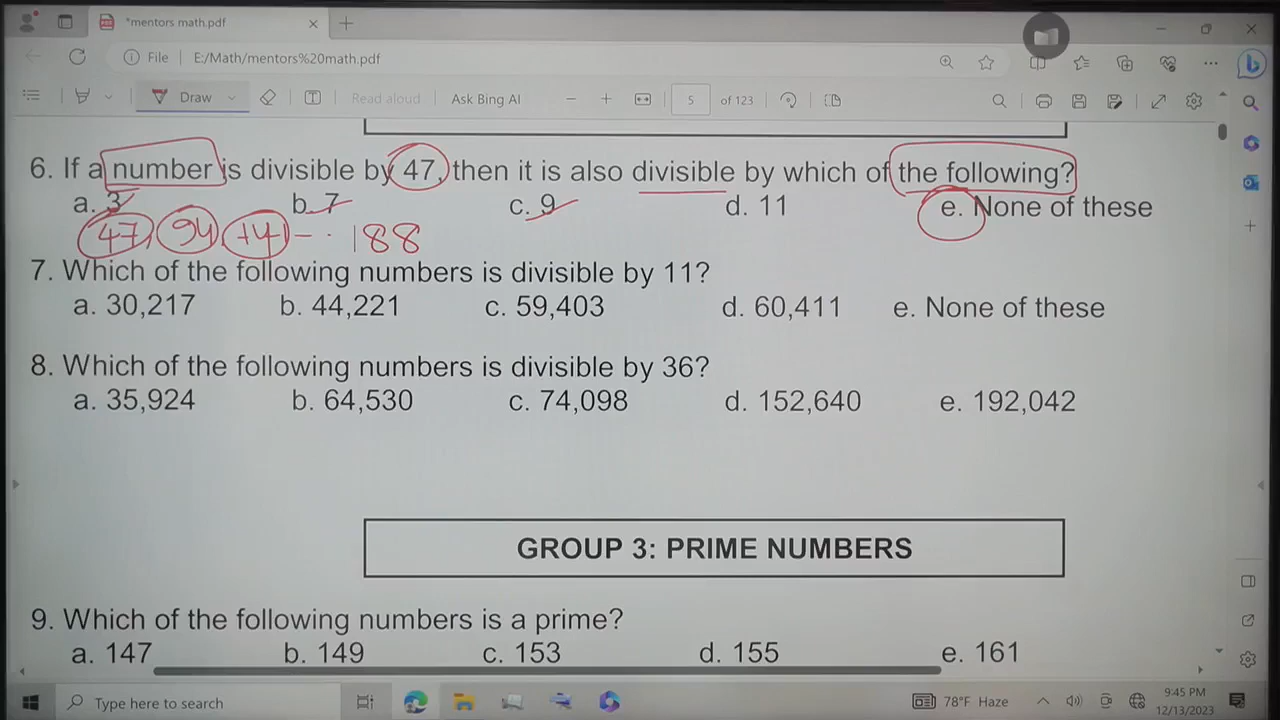 *mentors math.pdf
File E:/Math/mentors%20math.pdf
Draw Read aloud Ask Bing AI 5 of 123
6. If a number is divisible by 47, then it is also divisible by which of the following?
a. 3 b. 7 c. 9 d. 11 e. None of these
47, 94, 141 - - 188
7. Which of the following numbers is divisible by 11?
a. 30,217 b. 44,221 c. 59,403 d. 60,411 e. None of these
8. Which of the following numbers is divisible by 36?
a. 35,924 b. 64,530 c. 74,098 d. 152,640 e. 192,042
GROUP 3: PRIME NUMBERS
9. Which of the following numbers is a prime?
a. 147 b. 149 c. 153 d. 155 e. 161
Type here to search 78°F Haze 9:45 PM
12/13/2023